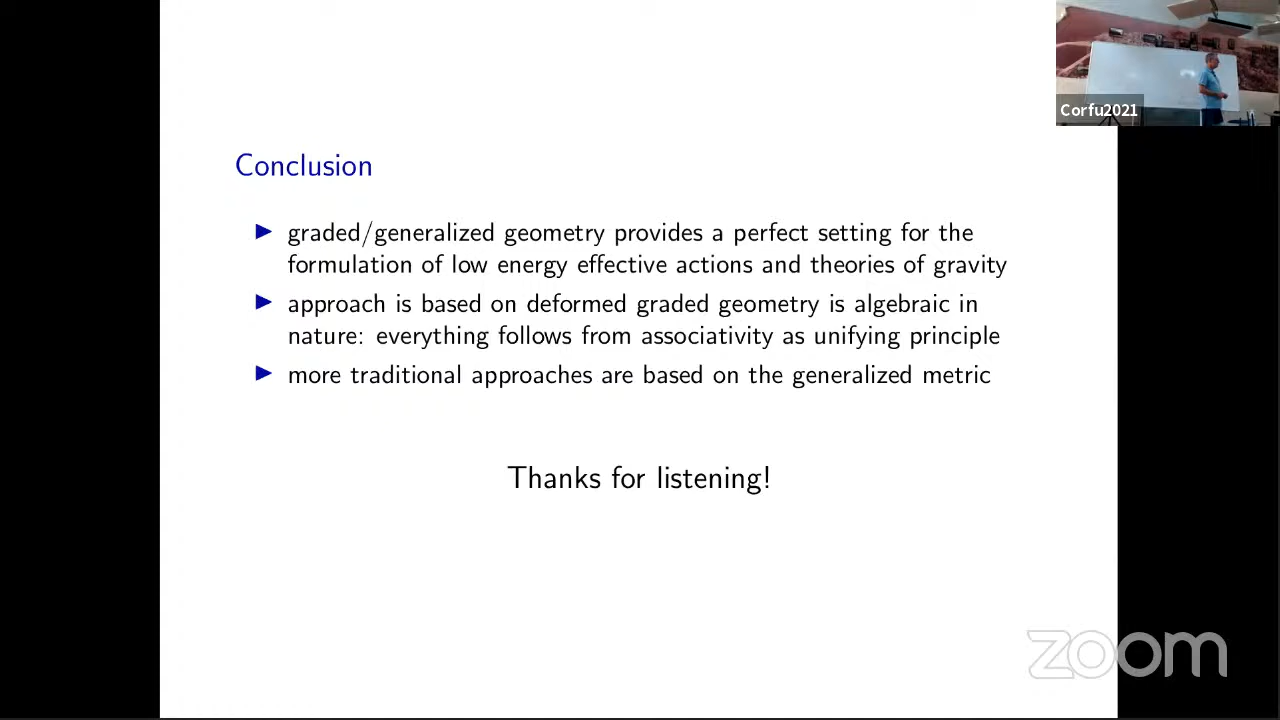 Corfu2021
Conclusion
▶ graded/generalized geometry provides a perfect setting for the
formulation of low energy effective actions and theories of gravity
▶ approach is based on deformed graded geometry is algebraic in
nature: everything follows from associativity as unifying principle
▶ more traditional approaches are based on the generalized metric
Thanks for listening!
zoom